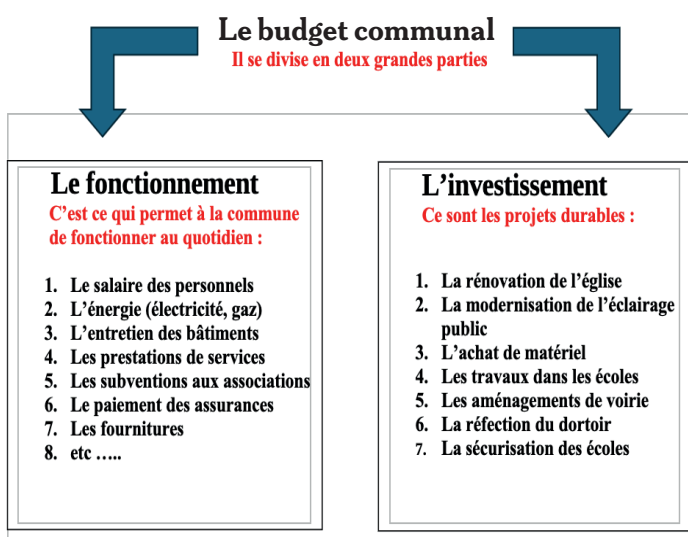 Le budget communal
Il se divise en deux grandes parties
Le fonctionnement
C’est ce qui permet à la commune
de fonctionner au quotidien :
1. Le salaire des personnels
2. L’énergie (électricité, gaz)
3. L’entretien des bâtiments
4. Les prestations de services
5. Les subventions aux associations
6. Le paiement des assurances
7. Les fournitures
8. etc …..
L’investissement
Ce sont les projets durables :
1. La rénovation de l’église
2. La modernisation de l’éclairage
public
3. L’achat de matériel
4. Les travaux dans les écoles
5. Les aménagements de voirie
6. La réfection du dortoir
7. La sécurisation des écoles